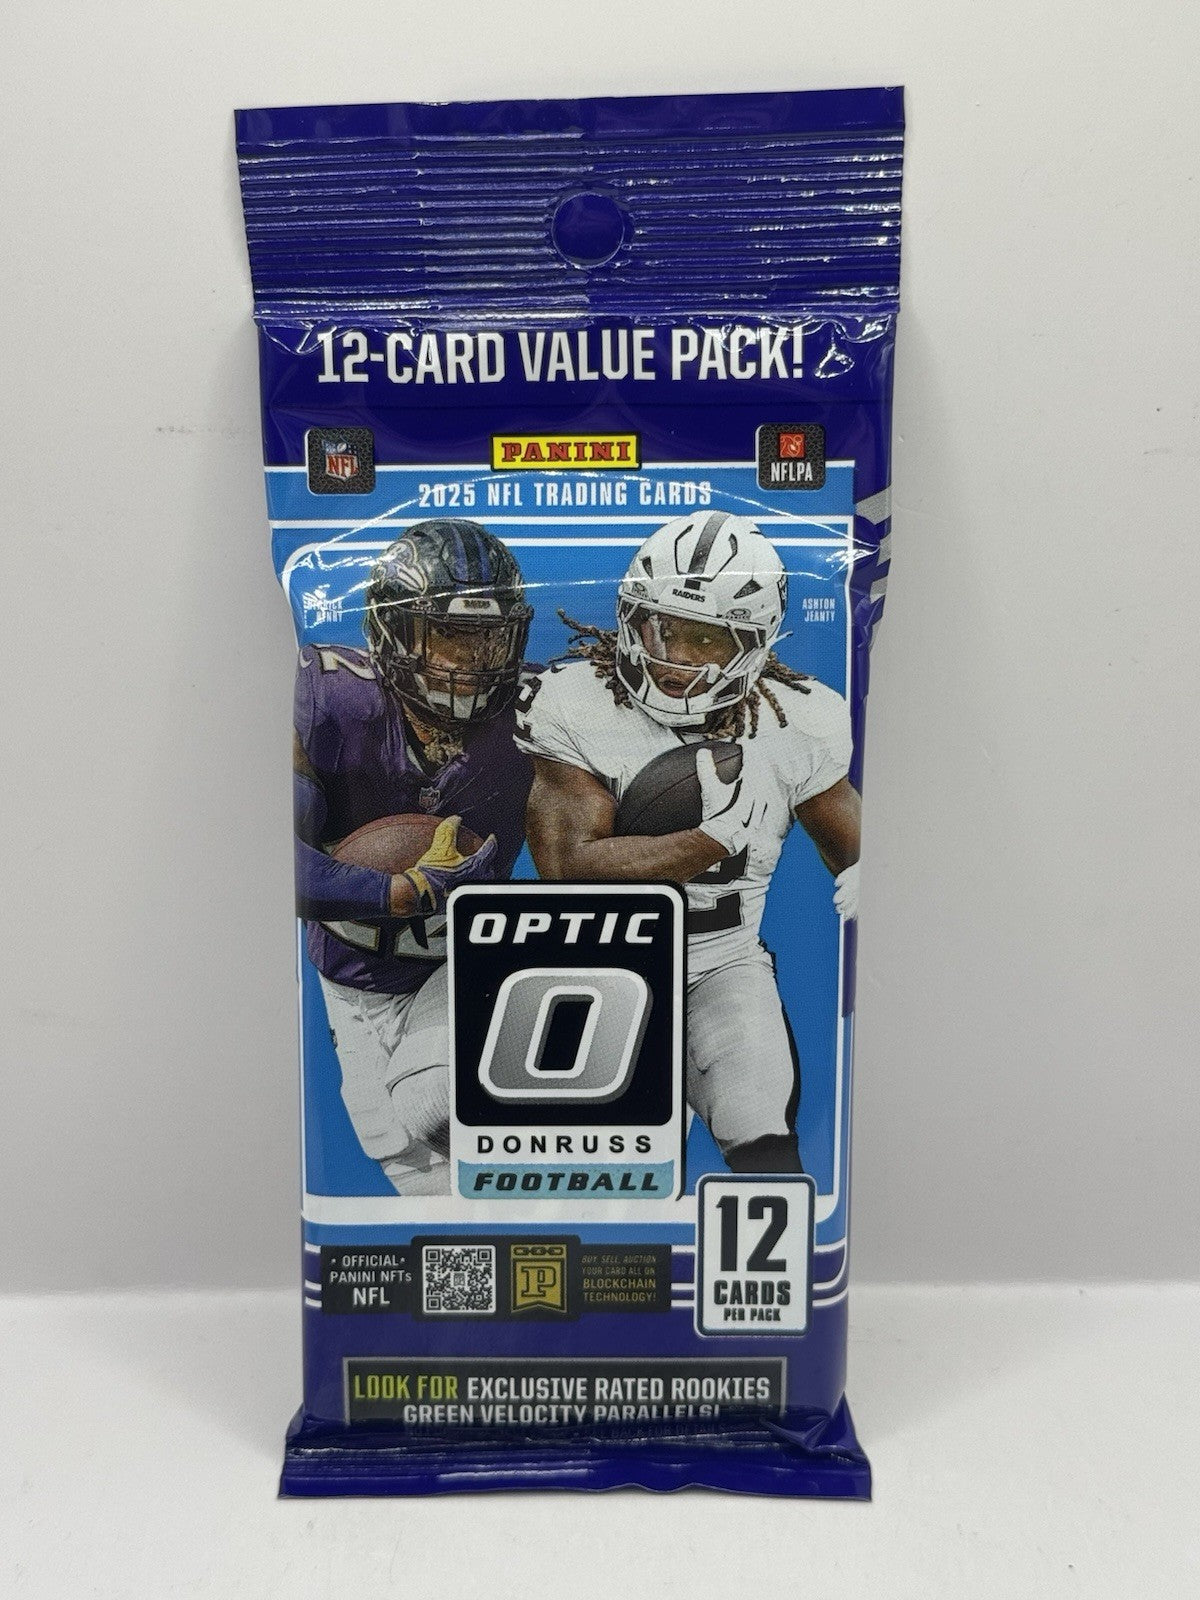 12-CARD VALUE PACK!
NFL
PANINI
NFLPA
2025 NFL TRADING CARDS
HENRY
ASHTON
JEANTY
RAIDERS
2
OPTIC
O
DONRUSS
FOOTBALL
12
CARDS
PER PACK
• OFFICIAL •
PANINI NFTs
NFL
P
BUY, SELL, AUCTION
YOUR CARD ALL ON
BLOCKCHAIN
TECHNOLOGY!
LOOK FOR EXCLUSIVE RATED ROOKIES
GREEN VELOCITY PARALLELS!